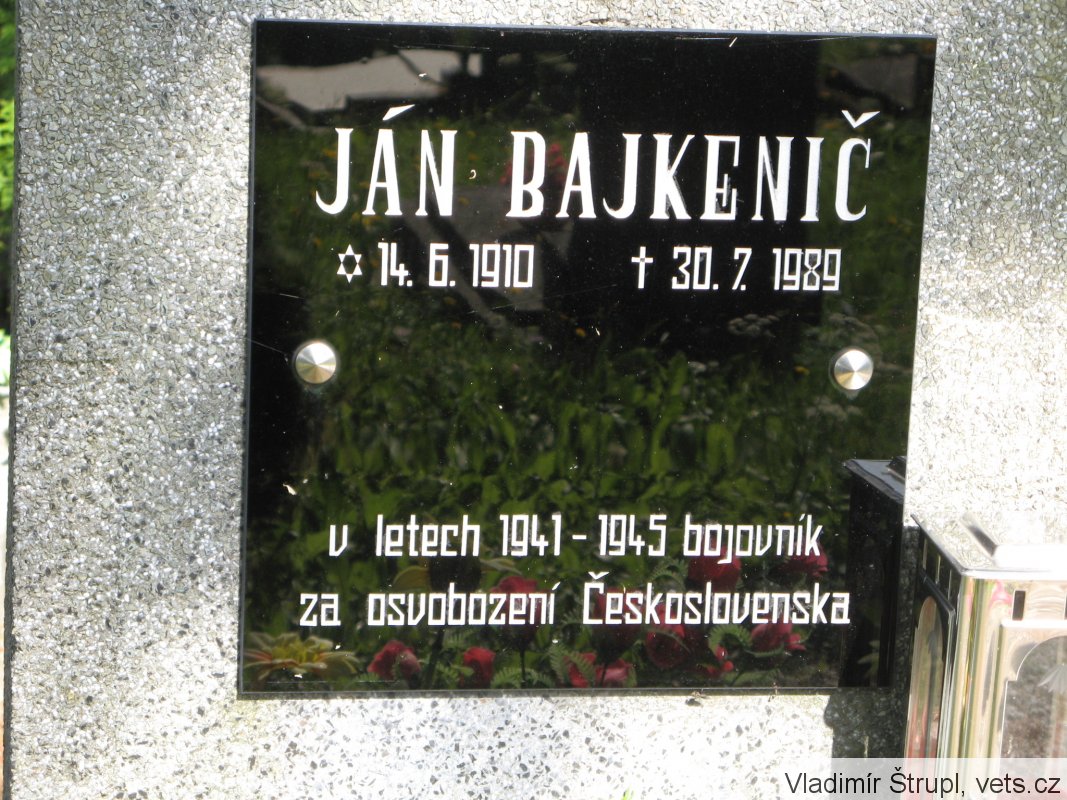 JÁN BAJKENIČ
✡ 14. 6. 1910 ✝ 30. 7. 1989
v letech 1941 - 1945 bojovník
za osvobození Československa
Vladimír Štrupl, vets.cz